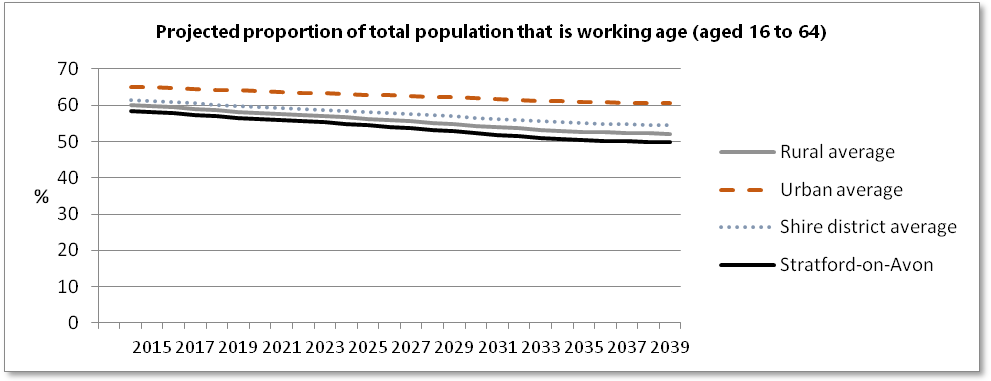 Projected proportion of total population that is working age (aged 16 to 64)
70
60
50
40
30
20
10
0
%
2015 2017 2019 2021 2023 2025 2027 2029 2031 2033 2035 2037 2039
Rural average
Urban average
Shire district average
Stratford-on-Avon